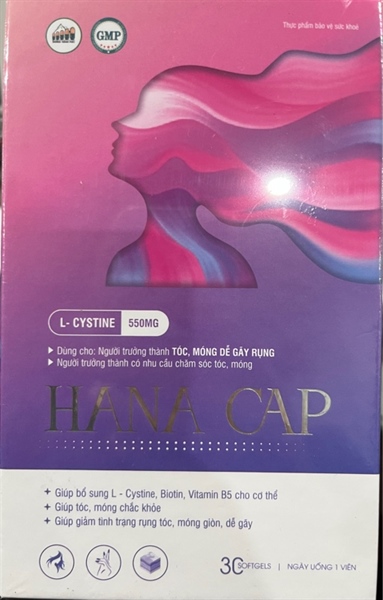 Thực phẩm bảo vệ sức khoẻ
GMP
L- CYSTINE 550MG
Dùng cho: Người trưởng thành TÓC, MÓNG DỄ GÃY RỤNG
Người trưởng thành có nhu cầu chăm sóc tóc, móng
HANA CAP
+ Giúp bổ sung L - Cystine, Biotin, Vitamin B5 cho cơ thể
+ Giúp tóc, móng chắc khỏe
+ Giúp giảm tình trạng rụng tóc, móng giòn, dễ gãy
30 SOFTGELS | NGÀY UỐNG 1 VIÊN